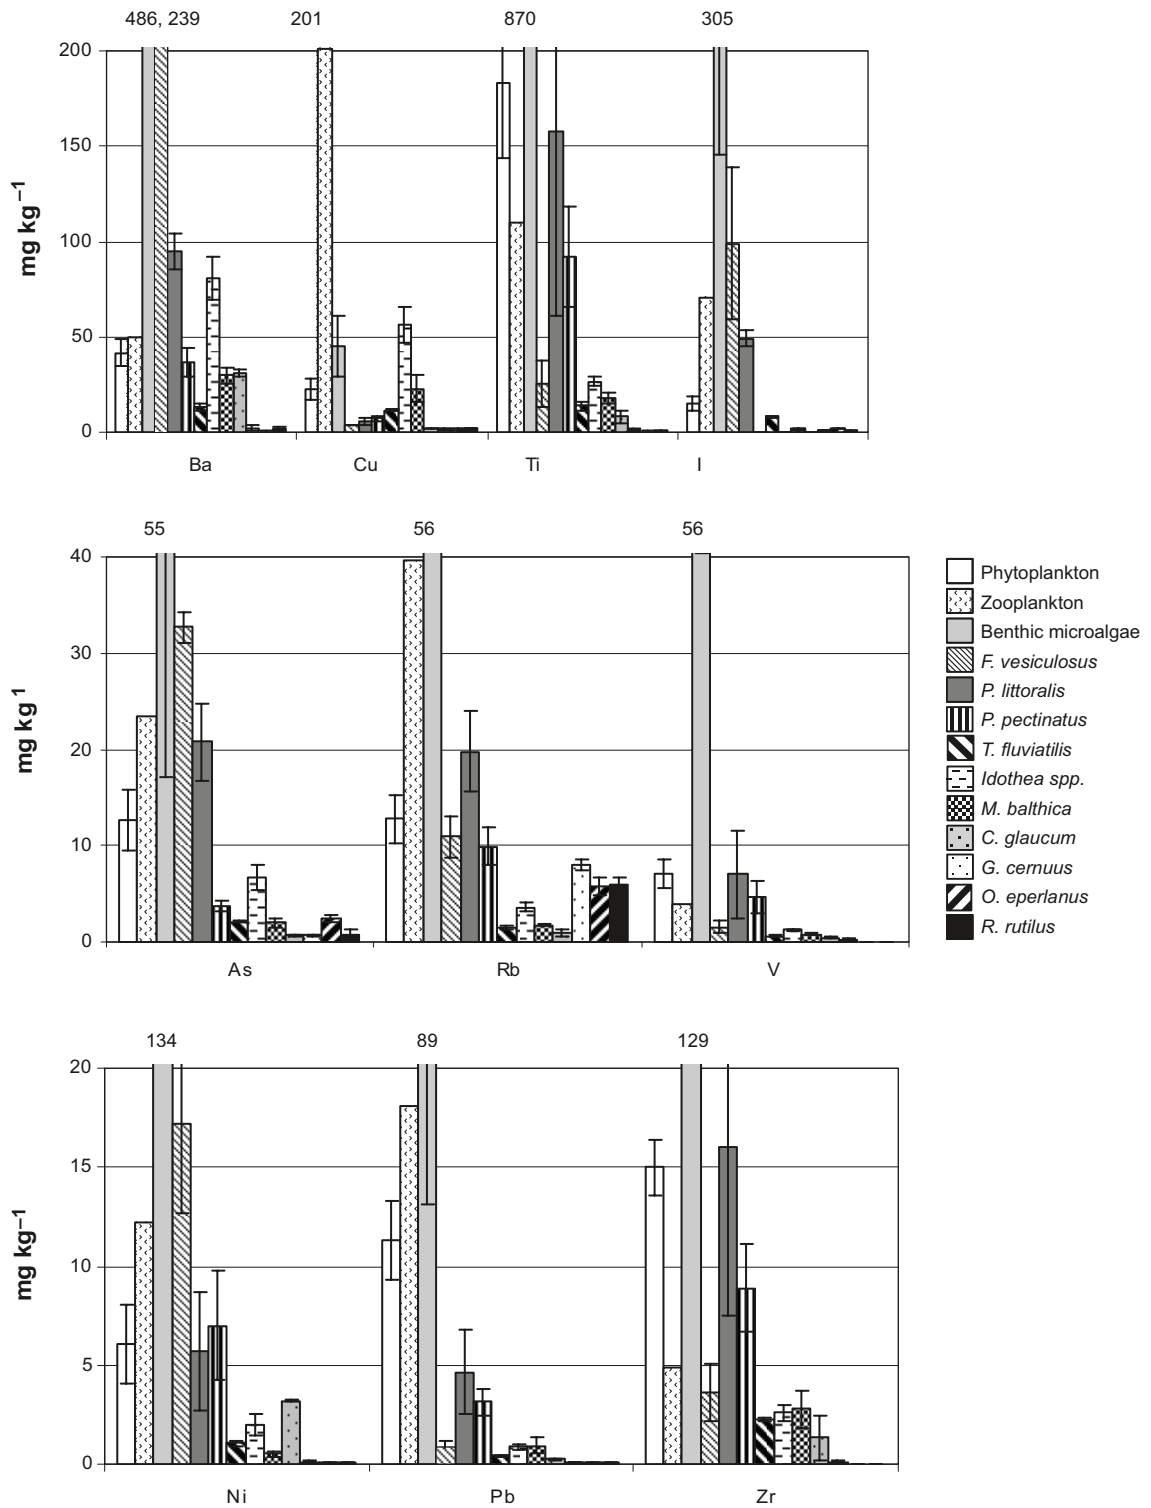 486, 239 201 870 305
200
150
100
50
0
mg kg⁻¹
Ba Cu Ti I
55 56 56
40
30
20
10
0
mg kg¹
As Rb V
Phytoplankton
Zooplankton
Benthic microalgae
F. vesiculosus
P. littoralis
P. pectinatus
T. fluviatilis
Idothea spp.
M. balthica
C. glaucum
G. cernuus
O. eperlanus
R. rutilus
134 89 129
20
15
10
5
0
mg kg⁻¹
Ni Pb Zr